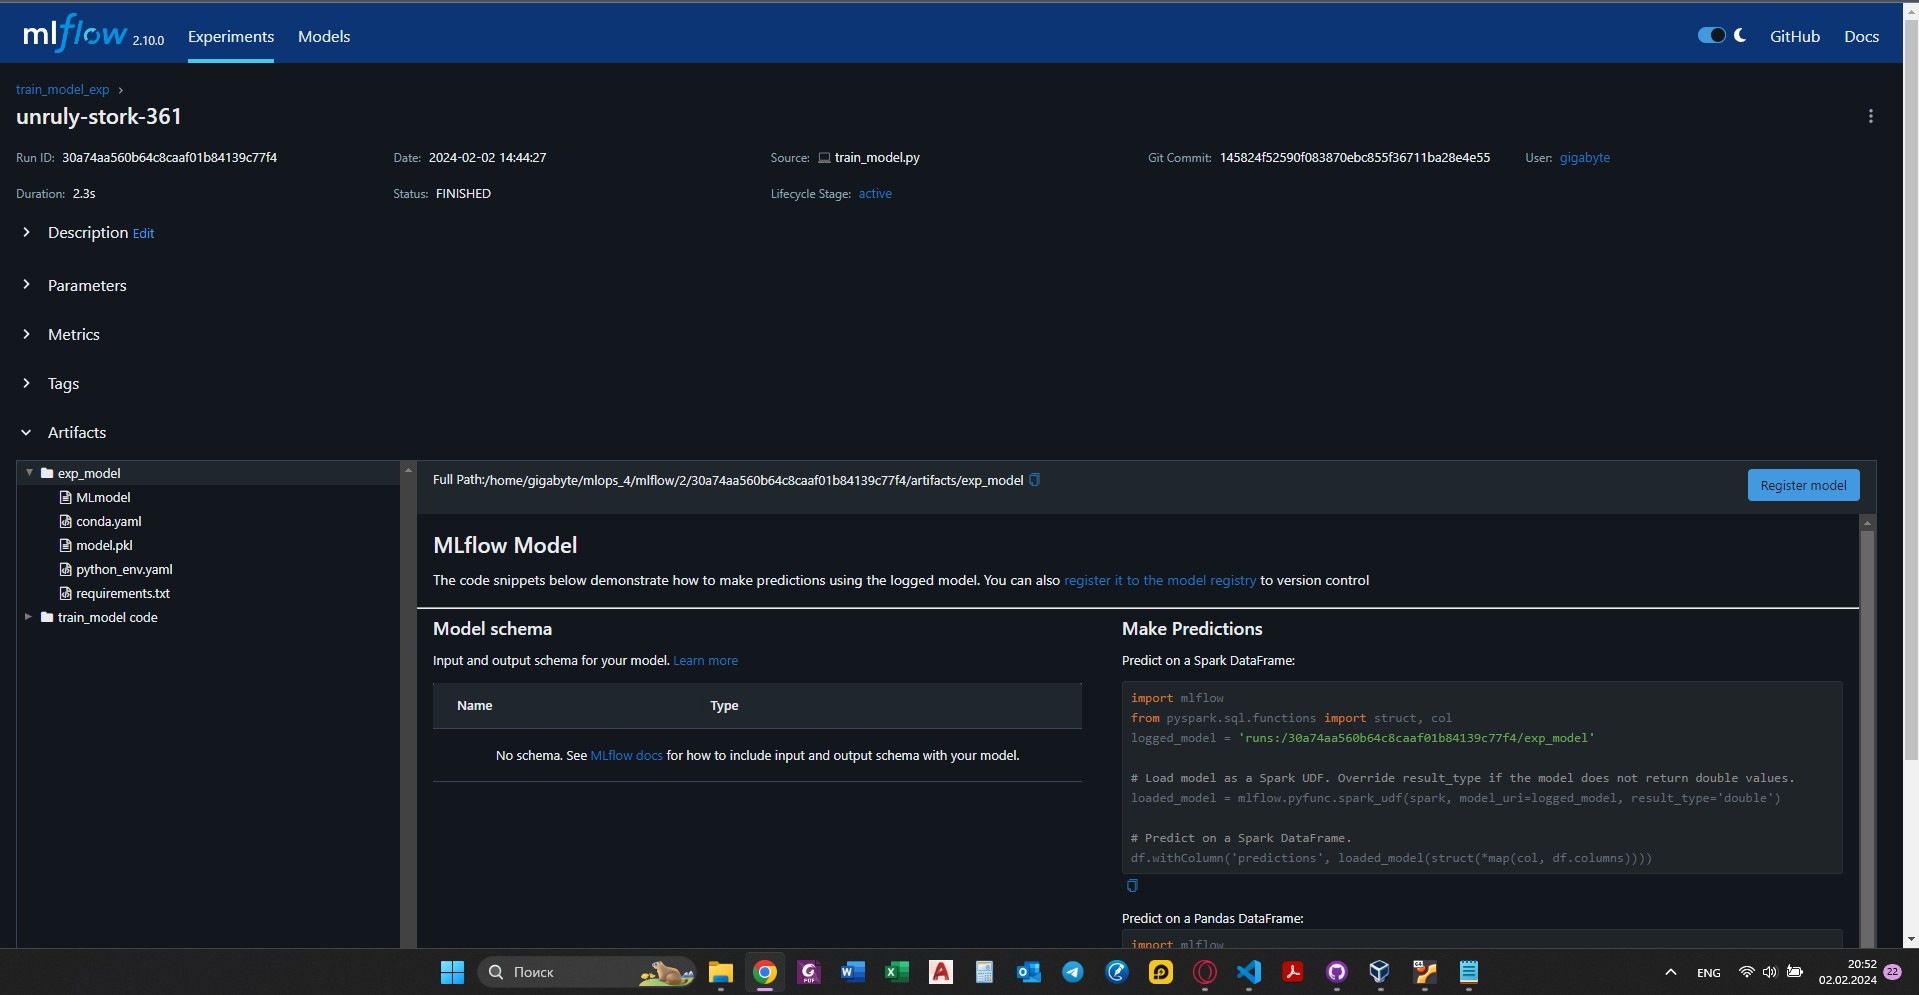 mlflow 2.10.0 Experiments Models GitHub Docs
train_model_exp
unruly-stork-361
Run ID: 30a74aa560b64c8caaf01b84139c77f4 Date: 2024-02-02 14:44:27 Source: train_model.py Git Commit: 145824f52590f083870ebc855f36711ba28e4e55 User: gigabyte
Duration: 2.3s Status: FINISHED Lifecycle Stage: active
Description Edit
Parameters
Metrics
Tags
Artifacts
exp_model
MLmodel
conda.yaml
model.pkl
python_env.yaml
requirements.txt
train_model code
Full Path:/home/gigabyte/mlops_4/mlflow/2/30a74aa560b64c8caaf01b84139c77f4/artifacts/exp_model
Register model
MLflow Model
The code snippets below demonstrate how to make predictions using the logged model. You can also register it to the model registry to version control
Model schema
Input and output schema for your model. Learn more
Name Type
No schema. See MLflow docs for how to include input and output schema with your model.
Make Predictions
Predict on a Spark DataFrame:
import mlflow
from pyspark.sql.functions import struct, col
logged_model = 'runs:/30a74aa560b64c8caaf01b84139c77f4/exp_model'
# Load model as a Spark UDF. Override result_type if the model does not return double values.
loaded_model = mlflow.pyfunc.spark_udf(spark, model_uri=logged_model, result_type='double')
# Predict on a Spark DataFrame.
df.withColumn('predictions', loaded_model(struct(*map(col, df.columns))))
Predict on a Pandas DataFrame:
import mlflow
Поиск
ENG
20:52
02.02.2024
22